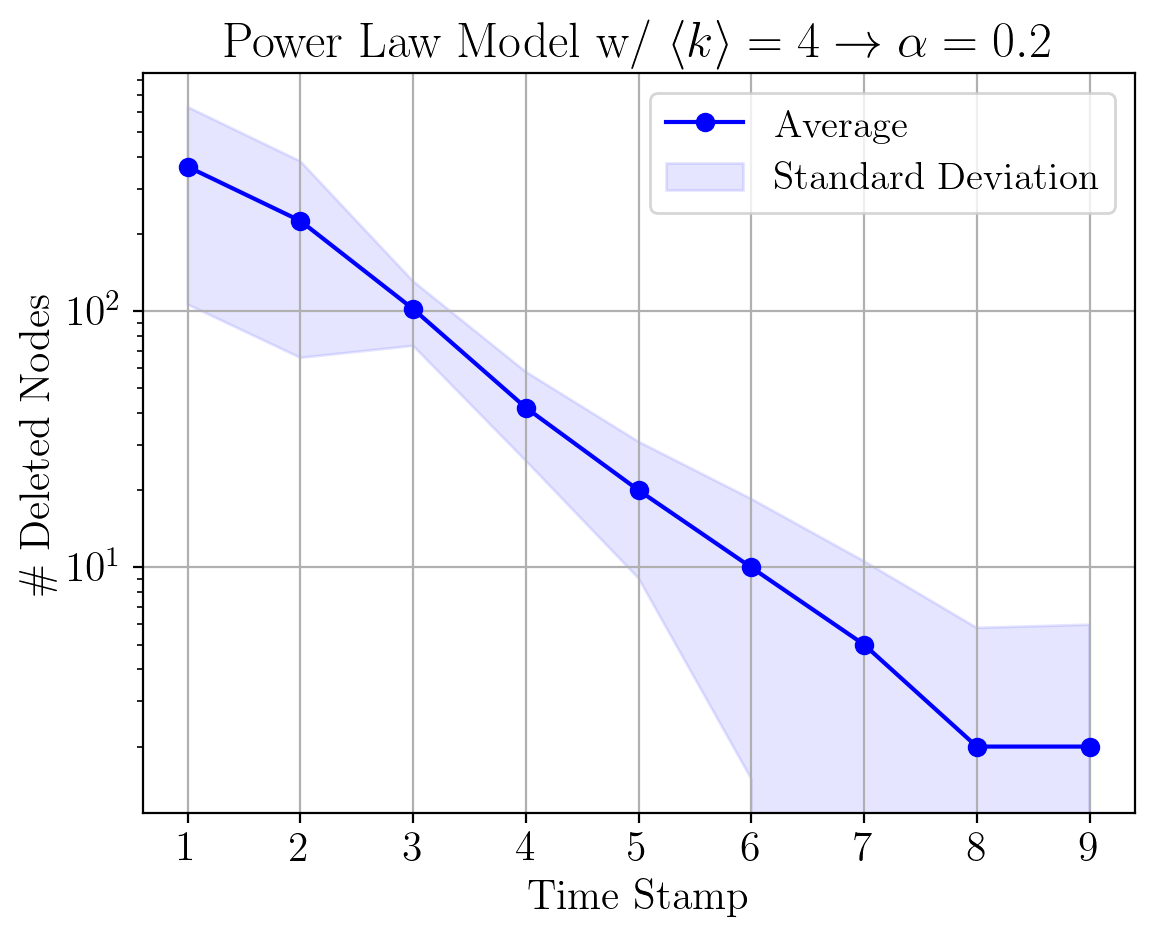 Power Law Model w/ ⟨k⟩ = 4 → α = 0.2
Average
Standard Deviation
# Deleted Nodes
10²
10¹
1 2 3 4 5 6 7 8 9
Time Stamp